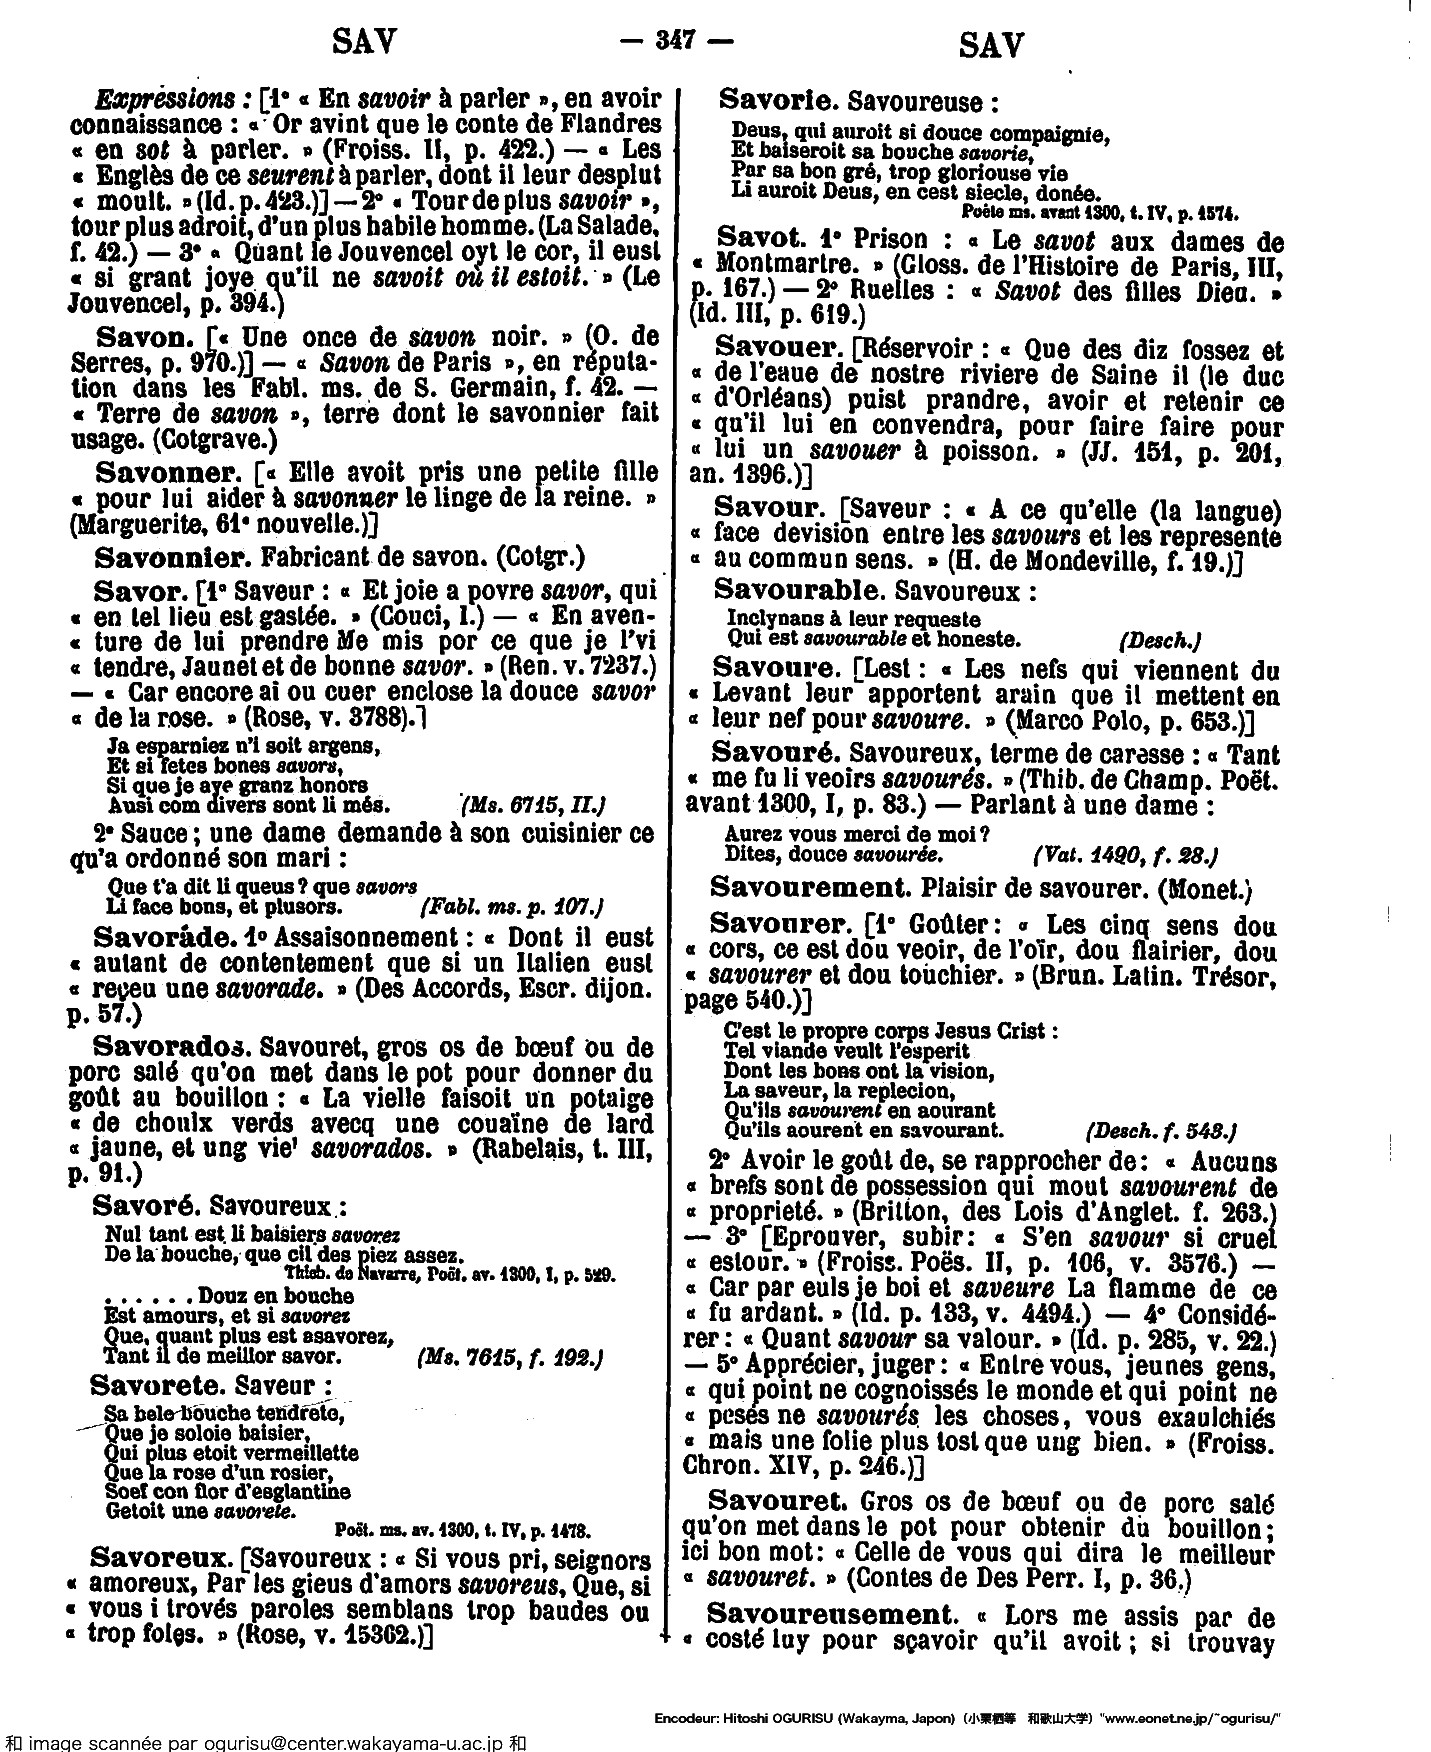 SAV — 347 — SAV
Expressions : [1° « En savoir à parler », en avoir
connaissance : « Or avint que le conte de Flandres
« en sot à parler. » (Froiss. II, p. 422.) — « Les
« Englès de ce seurent à parler, dont il leur desplut
« moult. » (Id. p. 423.)] — 2° « Tour de plus savoir »,
tour plus adroit, d'un plus habile homme. (La Salade,
f. 42.) — 3° « Quant le Jouvencel oyt le cor, il eust
« si grant joye qu'il ne savoit où il estoit. » (Le
Jouvencel, p. 394.)
Savon. [« Une once de savon noir. » (O. de
Serres, p. 970.)] — « Savon de Paris », en réputa-
tion dans les Fabl. ms. de S. Germain, f. 42. —
« Terre de savon », terre dont le savonnier fait
usage. (Cotgrave.)
Savonner. [« Elle avoit pris une petite fille
« pour lui aider à savonner le linge de la reine. »
(Marguerite, 61° nouvelle.)]
Savonnier. Fabricant de savon. (Cotgr.)
Savor. [1° Saveur : « Et joie a povre savor, qui
« en tel lieu est gastée. » (Couci, I.) — « En aven-
« ture de lui prendre Me mis por ce que je l'vi
« tendre, Jaunet et de bonne savor. » (Ren. v. 7237.)
— « Car encore ai ou cuer enclose la douce savor
« de la rose. » (Rose, v. 3788).]
Ja esparniez n'i soit argens,
Et si fetes bones savors,
Si que je aye granz honors
Ausi com divers sont li més. (Ms. 6715, II.)
2° Sauce ; une dame demande à son cuisinier ce
qu'a ordonné son mari :
Que t'a dit li queus ? que savors
Li face bons, et plusors. (Fabl. ms. p. 107.)
Savorade. 1° Assaisonnement : « Dont il eust
« autant de contentement que si un Italien eust
« reçeu une savorade. » (Des Accords, Escr. dijon.
p. 57.)
Savorados. Savouret, gros os de bœuf ou de
porc salé qu'on met dans le pot pour donner du
goût au bouillon : « La vielle faisoit un potaige
« de choulx verds avecq une couaïne de lard
« jaune, et ung viel savorados. » (Rabelais, t. III,
p. 91.)
Savoré. Savoureux :
Nul tant est li baisiers savorez
De la bouche, que cil des piez assez.
Thieb. de Navarre, Poët. av. 1300, I, p. 529.
. . . . . . Douz en bouche
Est amours, et si savorez
Que, quant plus est asavorez,
Tant il de meillor savor. (Ms. 7615, f. 192.)
Savorete. Saveur :
Sa bele bouche tendrete,
Que je soloie baisier,
Qui plus etoit vermeillette
Que la rose d'un rosier,
Soef con flor d'esglantine
Getoit une savorete.
Poët. ms. av. 1300, t. IV, p. 1478.
Savoreux. [Savoureux : « Si vous pri, seignors
« amoreux, Par les gieus d'amors savoreus, Que, si
« vous i trovés paroles semblans trop baudes ou
« trop foles. » (Rose, v. 15362.)]
Savorie. Savoureuse :
Deus, qui auroit si douce compaignie,
Et baiseroit sa bouche savorie,
Par sa bon gré, trop gloriouse vie
Li auroit Deus, en cest siecle, donée.
Poète ms. avant 1300, t. IV, p. 1574.
Savot. 1° Prison : « Le savot aux dames de
« Montmartre. » (Gloss. de l'Histoire de Paris, III,
p. 167.) — 2° Ruelles : « Savot des filles Dieu. »
(Id. III, p. 619.)
Savouer. [Réservoir : « Que des diz fossez et
« de l'eaue de nostre riviere de Saine il (le duc
« d'Orléans) puist prandre, avoir et retenir ce
« qu'il lui en convendra, pour faire faire pour
« lui un savouer à poisson. » (JJ. 151, p. 201,
an. 1396.)]
Savour. [Saveur : « A ce qu'elle (la langue)
« face devision entre les savours et les represente
« au commun sens. » (H. de Mondeville, f. 19.)]
Savourable. Savoureux :
Inclynans à leur requeste
Qui est savourable et honeste. (Desch.)
Savoure. [Lest : « Les nefs qui viennent du
« Levant leur apportent arain que il mettent en
« leur nef pour savoure. » (Marco Polo, p. 653.)]
Savouré. Savoureux, terme de caresse : « Tant
« me fu li veoirs savourés. » (Thib. de Champ. Poët.
avant 1300, I, p. 83.) — Parlant à une dame :
Aurez vous merci de moi ?
Dites, douce savourée. (Vat. 1490, f. 28.)
Savourement. Plaisir de savourer. (Monet.)
Savourer. [1° Goûter : « Les cinq sens dou
« cors, ce est dou veoir, de l'oïr, dou flairier, dou
« savourer et dou touchier. » (Brun. Latin. Trésor,
page 540.)]
C'est le propre corps Jesus Crist :
Tel viande veult l'esperit
Dont les bons ont la vision,
La saveur, la replecion,
Qu'ils savourent en aourant
Qu'ils aourent en savourant. (Desch. f. 543.)
2° Avoir le goût de, se rapprocher de : « Aucuns
« brefs sont de possession qui mout savourent de
« proprieté. » (Britton, des Lois d'Anglet. f. 263.)
— 3° [Eprouver, subir : « S'en savour si cruel
« estour. » (Froiss. Poës. II, p. 106, v. 3576.) —
« Car par euls je boi et saveure La flamme de ce
« fu ardant. » (Id. p. 133, v. 4494.) — 4° Considé-
rer : « Quant savour sa valour. » (Id. p. 285, v. 22.)
— 5° Apprécier, juger : « Entre vous, jeunes gens,
« qui point ne cognoissés le monde et qui point ne
« pesés ne savourés les choses, vous exaulchiés
« mais une folie plus tost que ung bien. » (Froiss.
Chron. XIV, p. 246.)]
Savouret. Gros os de bœuf ou de porc salé
qu'on met dans le pot pour obtenir du bouillon ;
ici bon mot : « Celle de vous qui dira le meilleur
« savouret. » (Contes de Des Perr. I, p. 36.)
Savoureusement. « Lors me assis par de
« costé luy pour sçavoir qu'il avoit ; si trouvay
Encodeur: Hitoshi OGURISU (Wakayma, Japon) (小栗栖等 和歌山大学) "www.eonet.ne.jp/~ogurisu/"
和 image scannée par ogurisu@center.wakayama-u.ac.jp 和